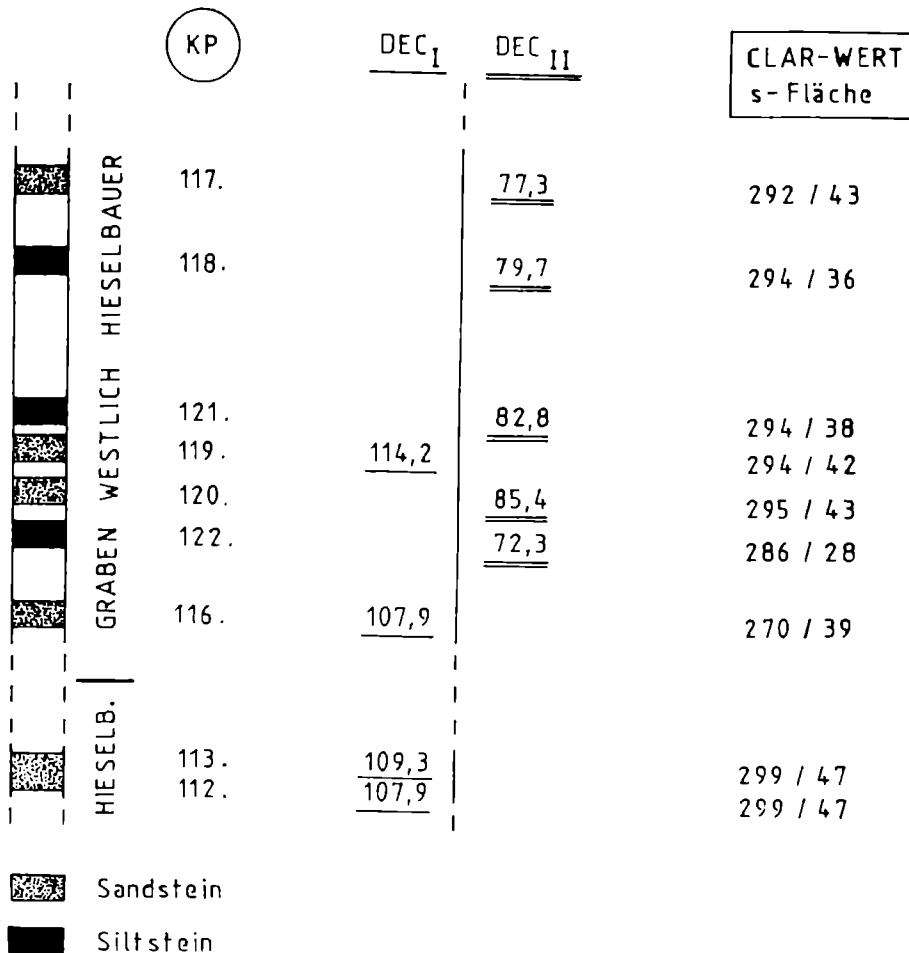 KP DEC I DEC II CLAR-WERT
s-Fläche
GRABEN WESTLICH HIESELBAUER
117. 77,3 292 / 43
118. 79,7 294 / 36
121. 82,8 294 / 38
119. 114,2 294 / 42
120. 85,4 295 / 43
122. 72,3 286 / 28
116. 107,9 270 / 39
HIESELB.
113. 109,3 299 / 47
112. 107,9 299 / 47
Sandstein
Siltstein